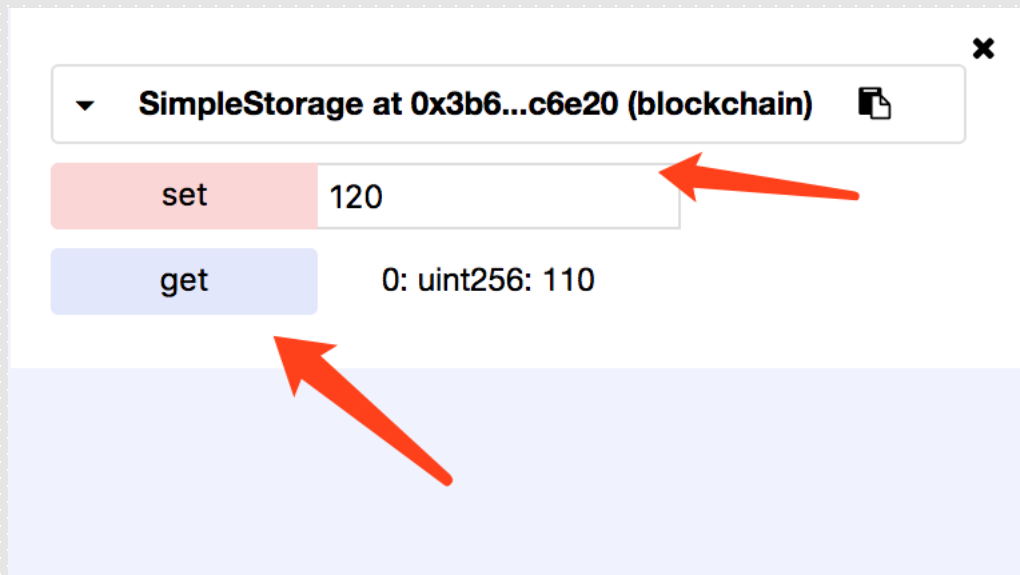 SimpleStorage at 0x3b6...c6e20 (blockchain)
set 120
get 0: uint256: 110